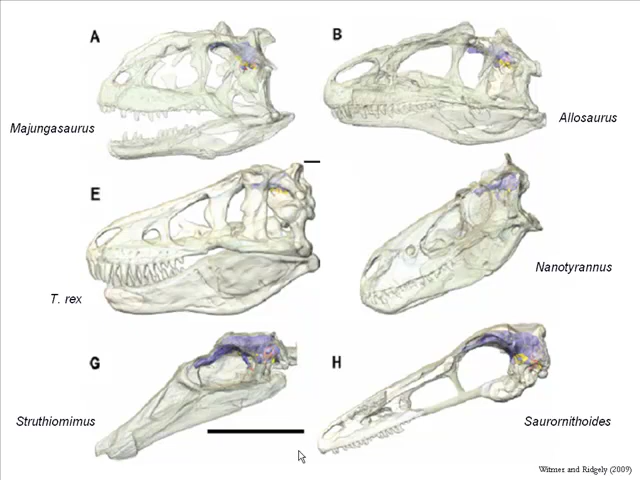 A
B
Majungasaurus
Allosaurus
E
T. rex
Nanotyrannus
G
H
Struthiomimus
Saurornithoides
Witmer and Ridgely (2009)